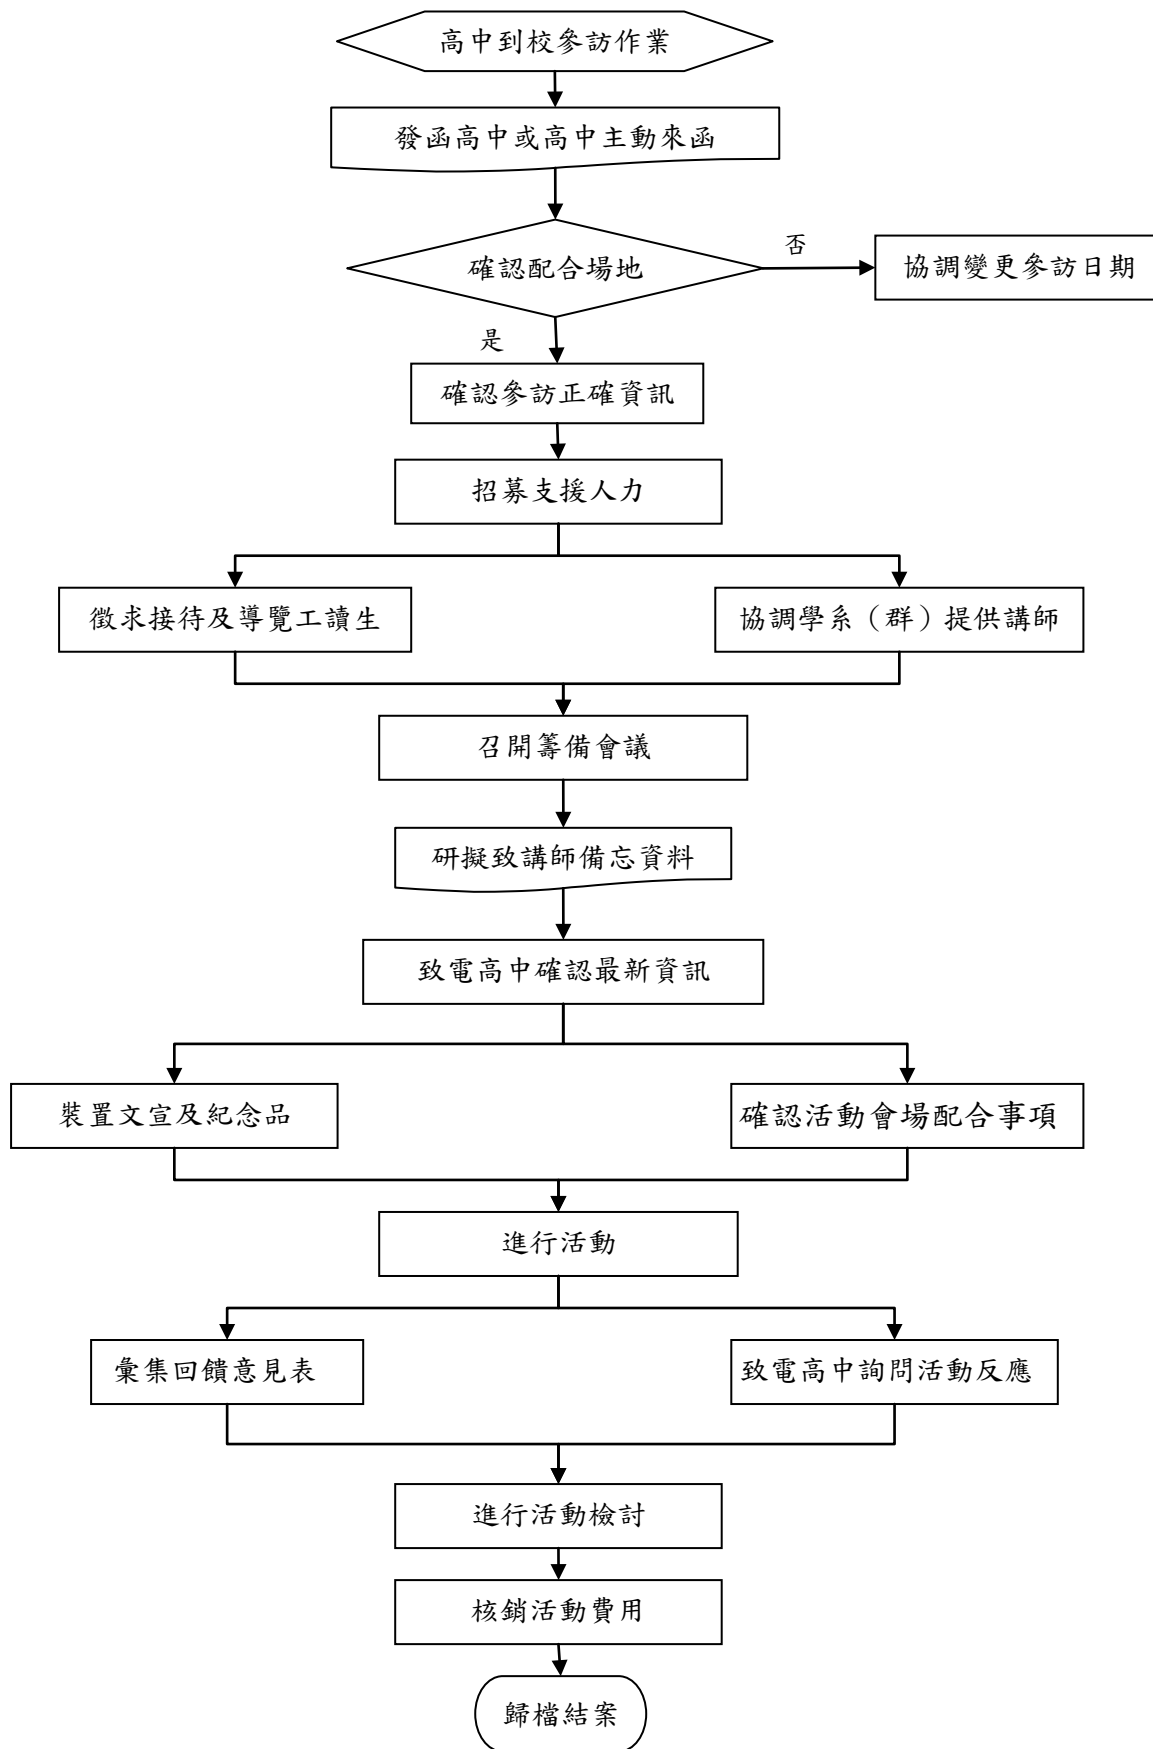 高中到校參訪作業
發函高中或高中主動來函
確認配合場地
否
協調變更參訪日期
是
確認參訪正確資訊
招募支援人力
徵求接待及導覽工讀生
協調學系（群）提供講師
召開籌備會議
研擬致講師備忘資料
致電高中確認最新資訊
裝置文宣及紀念品
確認活動會場配合事項
進行活動
彙集回饋意見表
致電高中詢問活動反應
進行活動檢討
核銷活動費用
歸檔結案